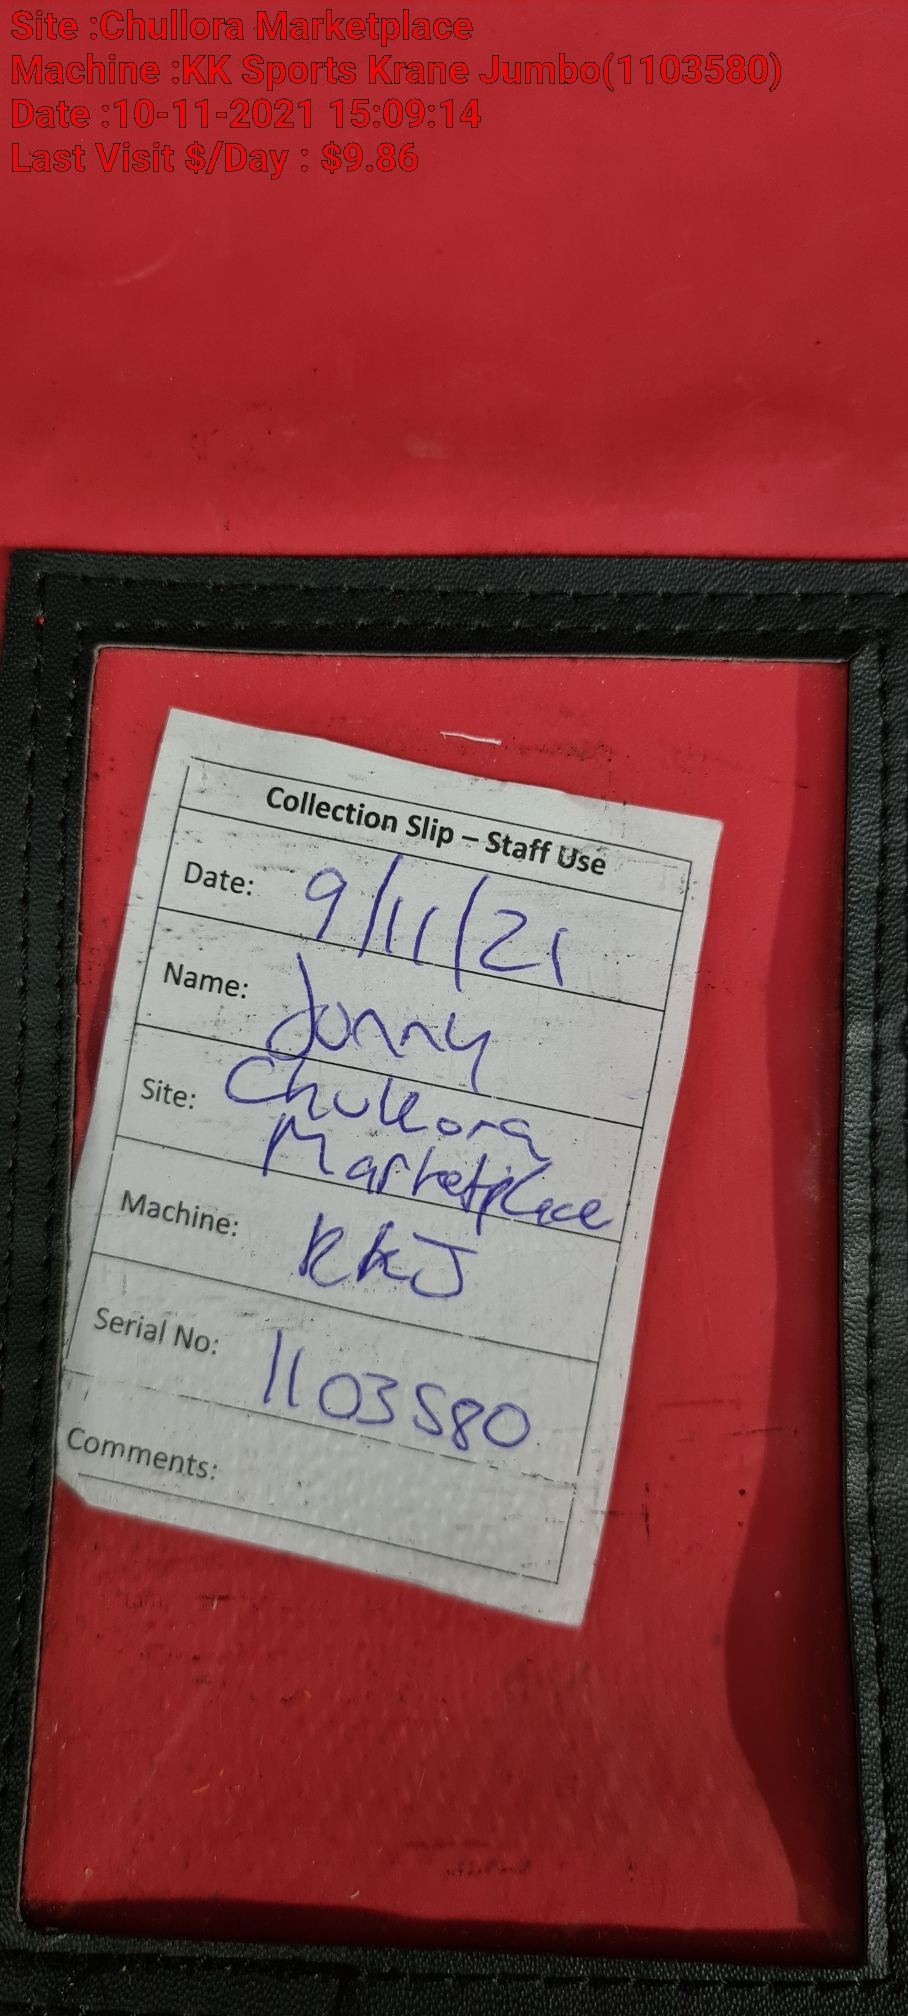 Site :Chullora Marketplace
Machine :KK Sports Krane Jumbo(1103580)
Date :10-11-2021 15:09:14
Last Visit $/Day : $9.86
Collection Slip – Staff Use
Date: 9/11/21
Name: Jonny
Site: Chullora
Marketplace
Machine: KKJ
Serial No: 1103580
Comments: